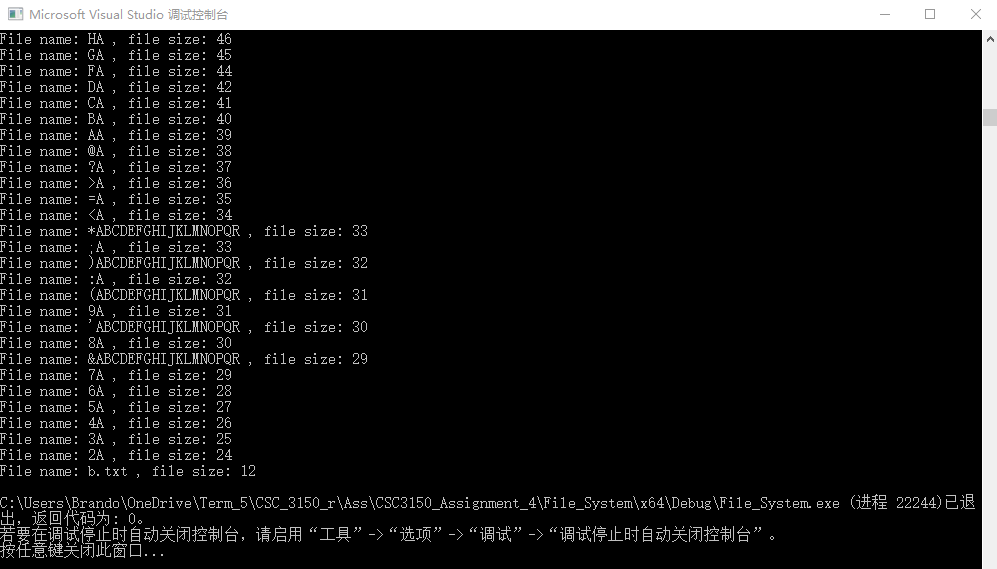 Microsoft Visual Studio 调试控制台
File name: HA , file size: 46
File name: GA , file size: 45
File name: FA , file size: 44
File name: DA , file size: 42
File name: CA , file size: 41
File name: BA , file size: 40
File name: AA , file size: 39
File name: @A , file size: 38
File name: ?A , file size: 37
File name: >A , file size: 36
File name: =A , file size: 35
File name: <A , file size: 34
File name: *ABCDEFGHIJKLMNOPQR , file size: 33
File name: ;A , file size: 33
File name: )ABCDEFGHIJKLMNOPQR , file size: 32
File name: :A , file size: 32
File name: (ABCDEFGHIJKLMNOPQR , file size: 31
File name: 9A , file size: 31
File name: 'ABCDEFGHIJKLMNOPQR , file size: 30
File name: 8A , file size: 30
File name: &ABCDEFGHIJKLMNOPQR , file size: 29
File name: 7A , file size: 29
File name: 6A , file size: 28
File name: 5A , file size: 27
File name: 4A , file size: 26
File name: 3A , file size: 25
File name: 2A , file size: 24
File name: b.txt , file size: 12
C:\Users\Brando\OneDrive\Term_5\CSC_3150_r\Ass\CSC3150_Assignment_4\File_System\x64\Debug\File_System.exe (进程 22244)已退
出，返回代码为: 0。
若要在调试停止时自动关闭控制台，请启用“工具”->“选项”->“调试”->“调试停止时自动关闭控制台”。
按任意键关闭此窗口...